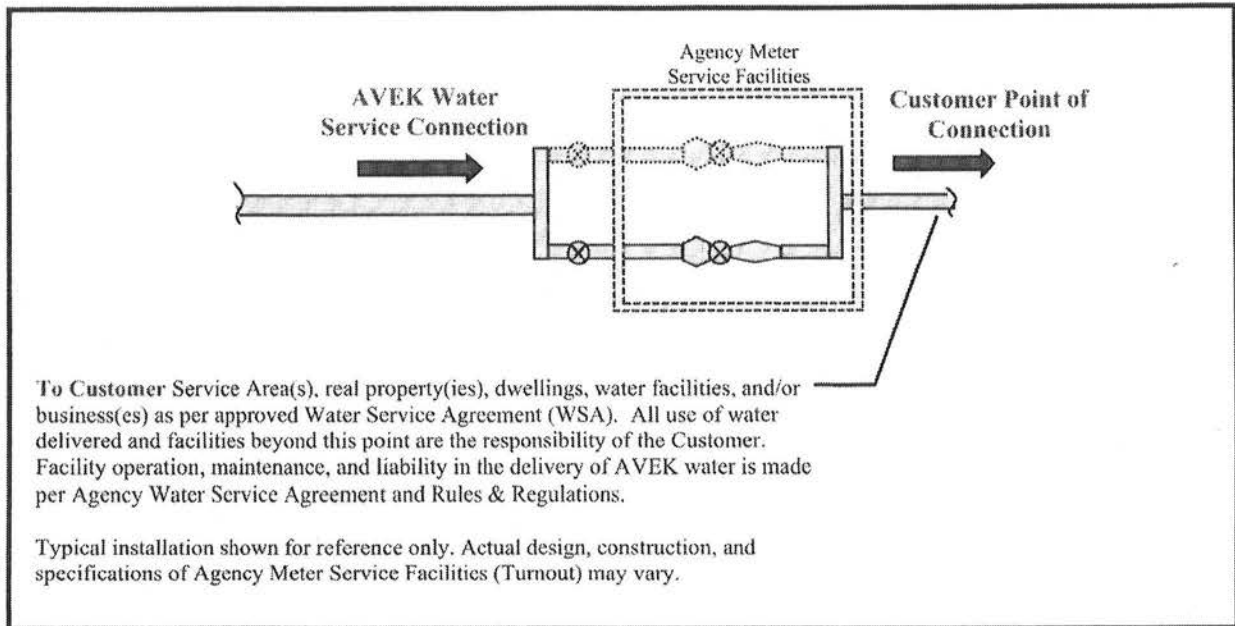 Agency Meter
Service Facilities
AVEK Water
Service Connection
Customer Point of
Connection
To Customer Service Area(s), real property(ies), dwellings, water facilities, and/or
business(es) as per approved Water Service Agreement (WSA). All use of water
delivered and facilities beyond this point are the responsibility of the Customer.
Facility operation, maintenance, and liability in the delivery of AVEK water is made
per Agency Water Service Agreement and Rules & Regulations.
Typical installation shown for reference only. Actual design, construction, and
specifications of Agency Meter Service Facilities (Turnout) may vary.